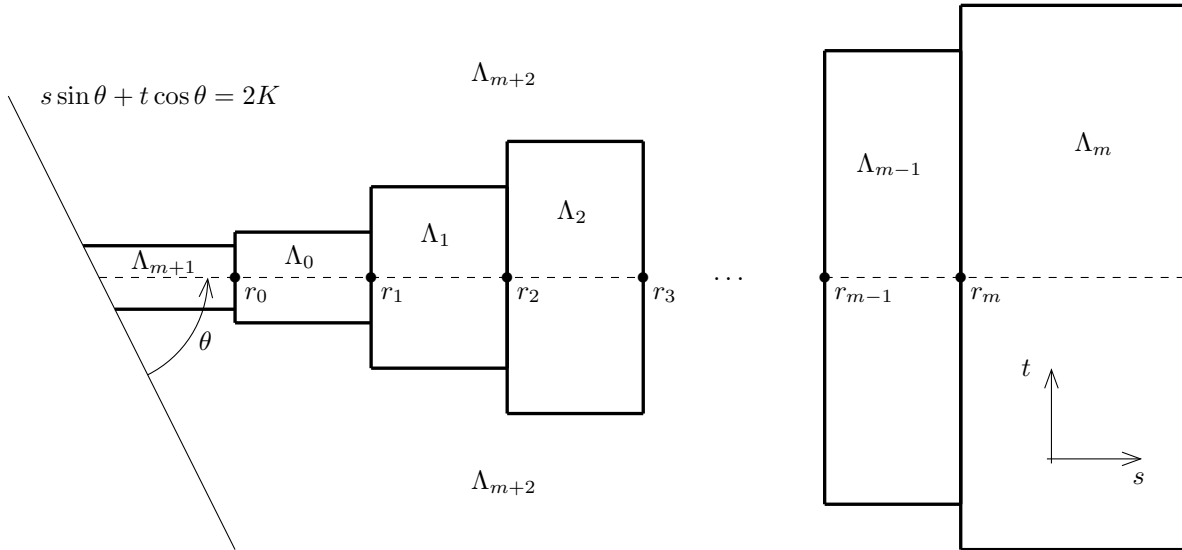 Λ_{m+2}
s sin θ + t cos θ = 2K
Λ_m
Λ_{m−1}
Λ_2
Λ_1
Λ_0
Λ_{m+1}
r_0 r_1 r_2 r_3 ... r_{m−1} r_m
θ
t
Λ_{m+2}
s